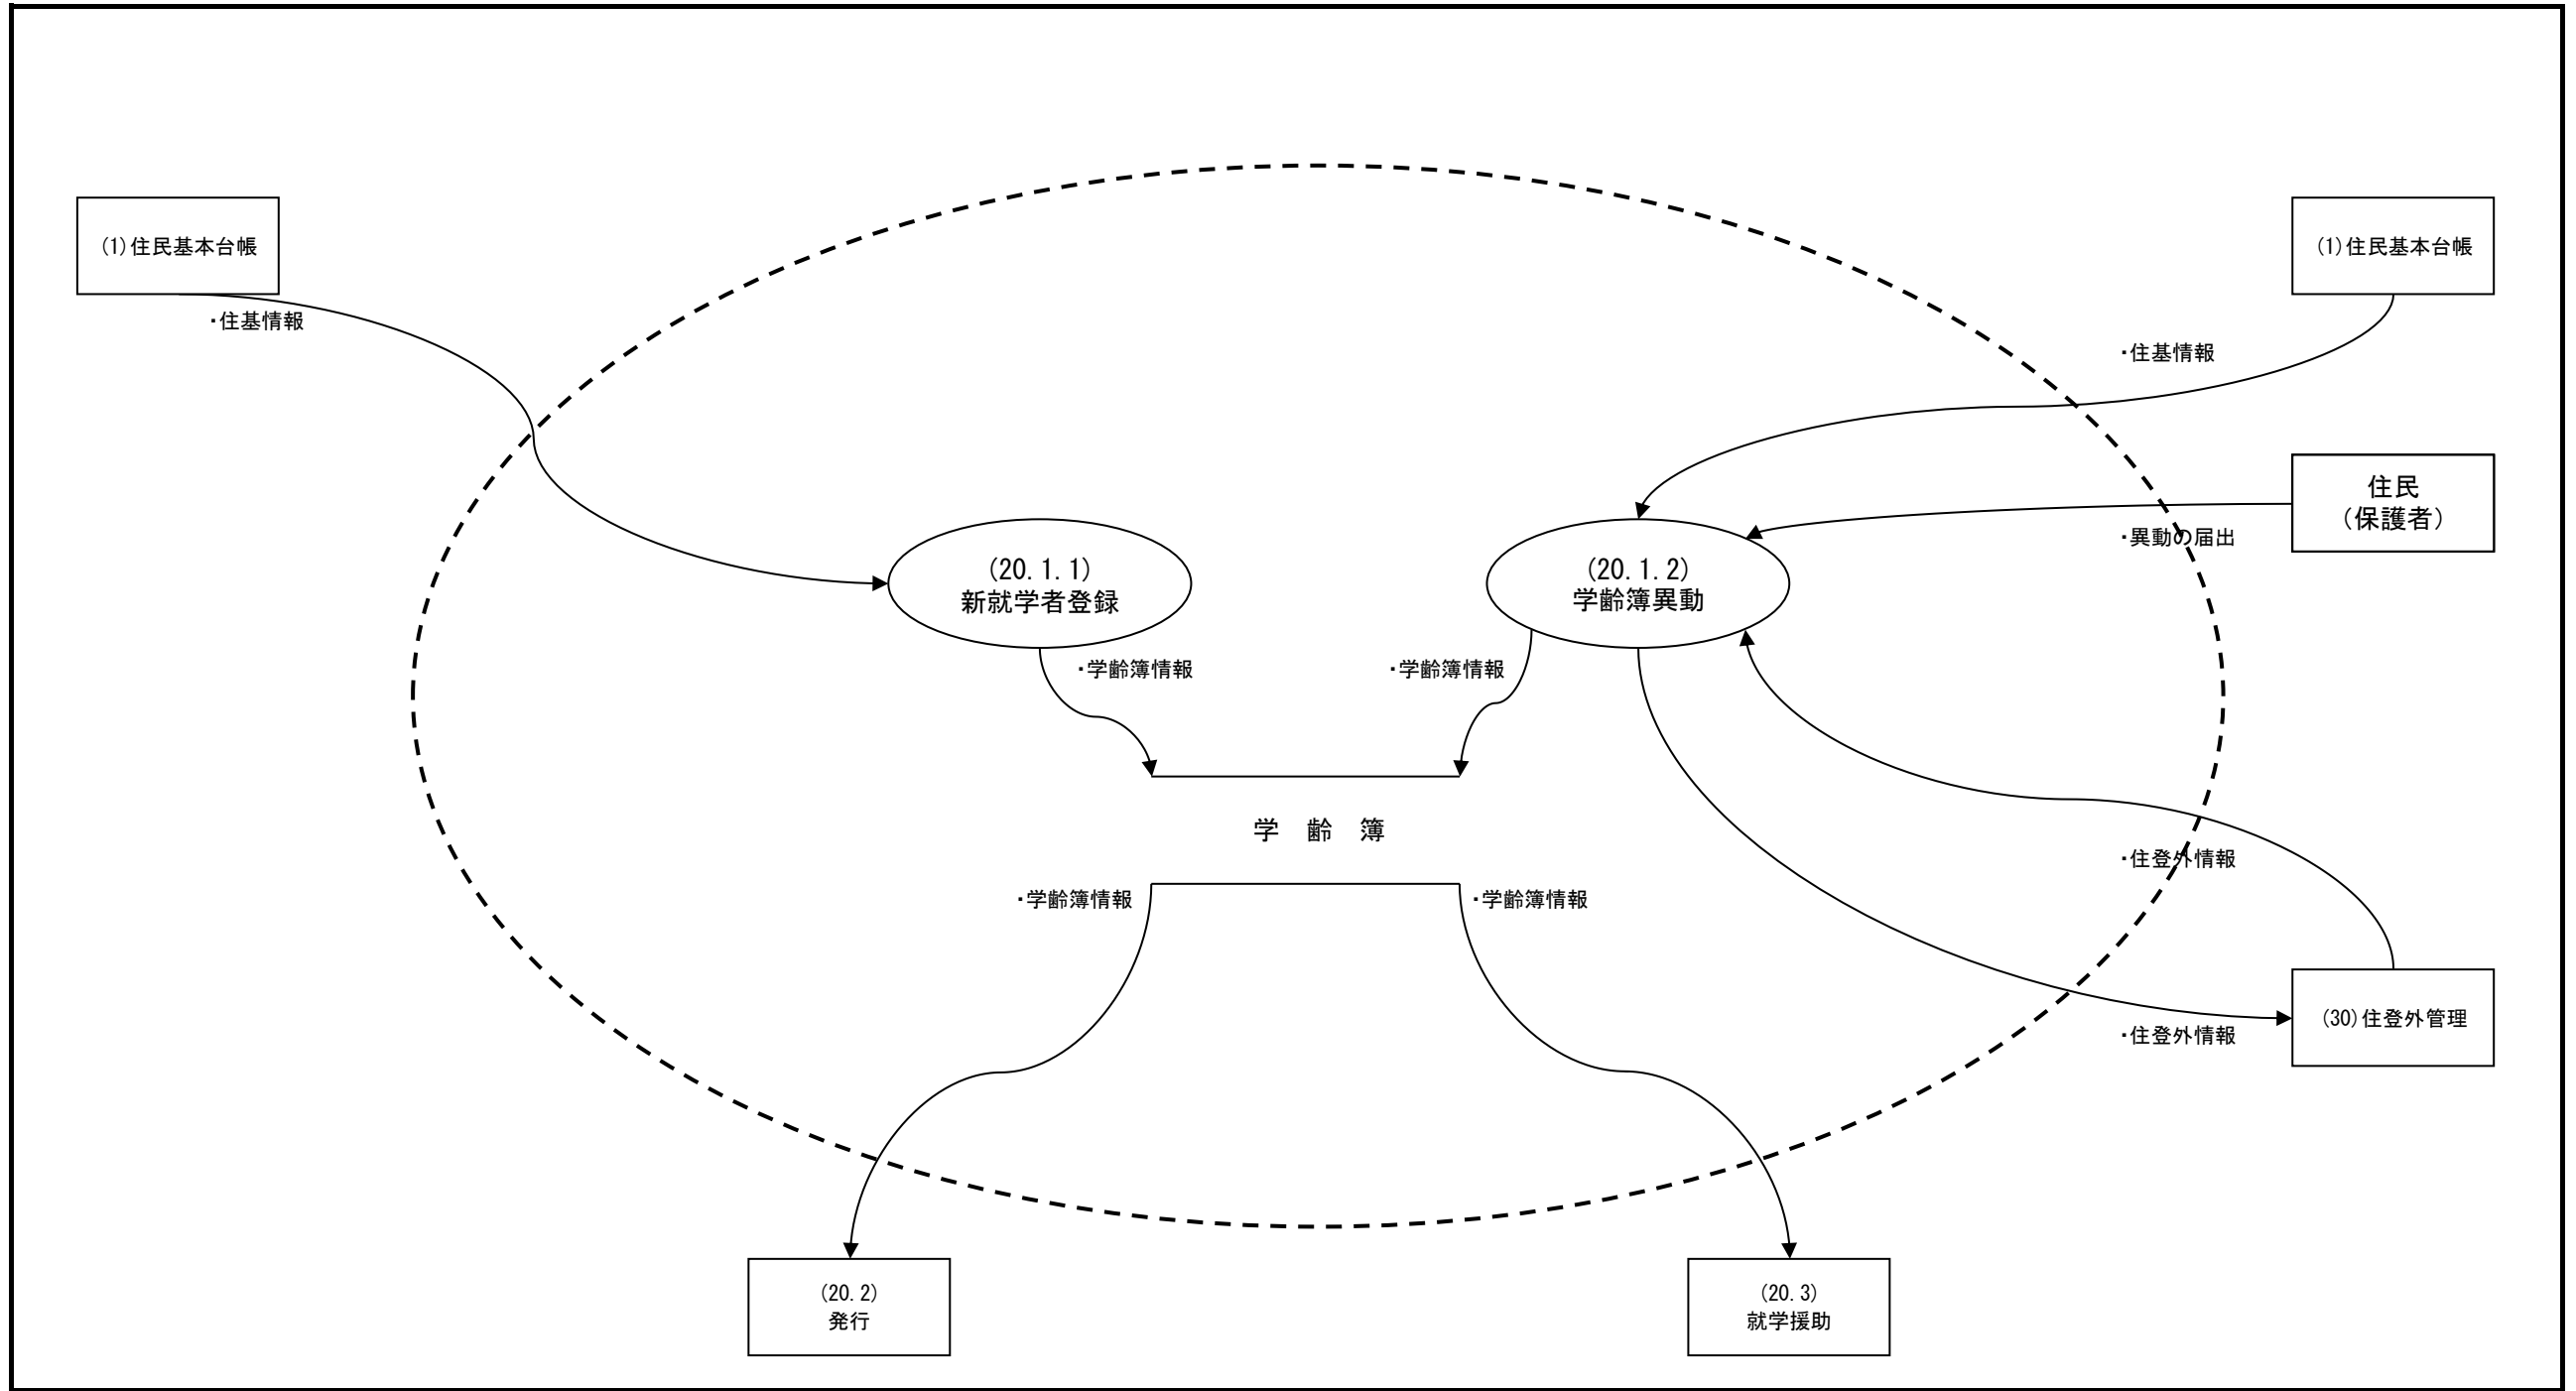 (1)住民基本台帳
(1)住民基本台帳
・住基情報
・住基情報
住民
(保護者)
・異動の届出
(20.1.1)
新就学者登録
(20.1.2)
学齢簿異動
・学齢簿情報
・学齢簿情報
学 齢 簿
・住登外情報
・学齢簿情報
・学齢簿情報
(30)住登外管理
・住登外情報
(20.2)
発行
(20.3)
就学援助